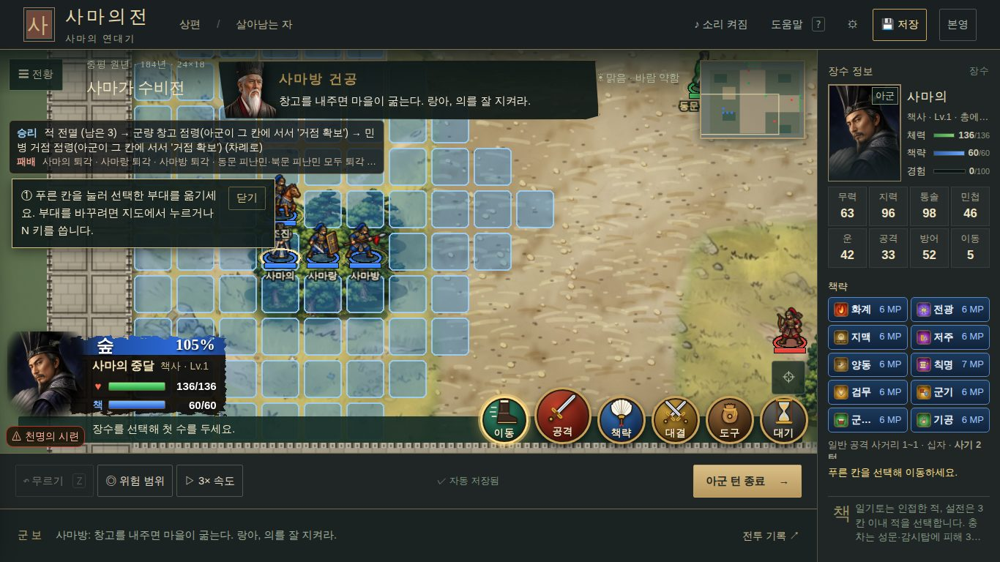 사
사마의전
사마의 연대기
상편 / 살아남는 자
♪ 소리 켜짐
도움말 ?
저장
본영
☰ 전황
중평 원년 · 184년 · 24×18
사마가 수비전
사마방 건공
창고를 내주면 마을이 굶는다. 랑아, 의를 잘 지켜라.
맑음 · 바람 약함
동문
승리 적 전멸 (남은 3) → 군량 창고 점령(아군이 그 칸에 서서 '거점 확보') → 민
병 거점 점령(아군이 그 칸에 서서 '거점 확보') (차례로)
패배 사마의 퇴각 · 사마랑 퇴각 · 사마방 퇴각 · 동문 피난민·북문 피난민 모두 퇴각 …
① 푸른 칸을 눌러 선택한 부대를 옮기세
요. 부대를 바꾸려면 지도에서 누르거나
N 키를 씁니다.
닫기
진
사마의
사마랑
사마방
숲 105%
사마의 중달 책사 · Lv.1
♥ 136/136
책 60/60
⚠ 천명의 시련
장수를 선택해 첫 수를 두세요.
이동
공격
책략
대결
도구
대기
↶ 무르기 Z
◎ 위험 범위
▷ 3× 속도
✓ 자동 저장됨
아군 턴 종료 →
군 보
사마방: 창고를 내주면 마을이 굶는다. 랑아, 의를 잘 지켜라.
전투 기록 ↗
장수 정보
장수
아군
사마의
책사 · Lv.1 · 총에…
체력 136/136
책략 60/60
경험 0/100
무력 지력 통솔 민첩
63 96 98 46
운 공격 방어 이동
42 33 52 5
책략
화계 6 MP 전광 6 MP
지맥 6 MP 저주 6 MP
양동 6 MP 칙명 7 MP
검무 6 MP 군기 6 MP
군… 6 MP 기공 6 MP
일반 공격 사거리 1~1 · 십자 · 사기 2
턴
푸른 칸을 선택해 이동하세요.
책
일기토는 인접한 적, 설전은 3
칸 이내 적을 선택합니다. 충
차는 성문·감시탑에 피해 3…